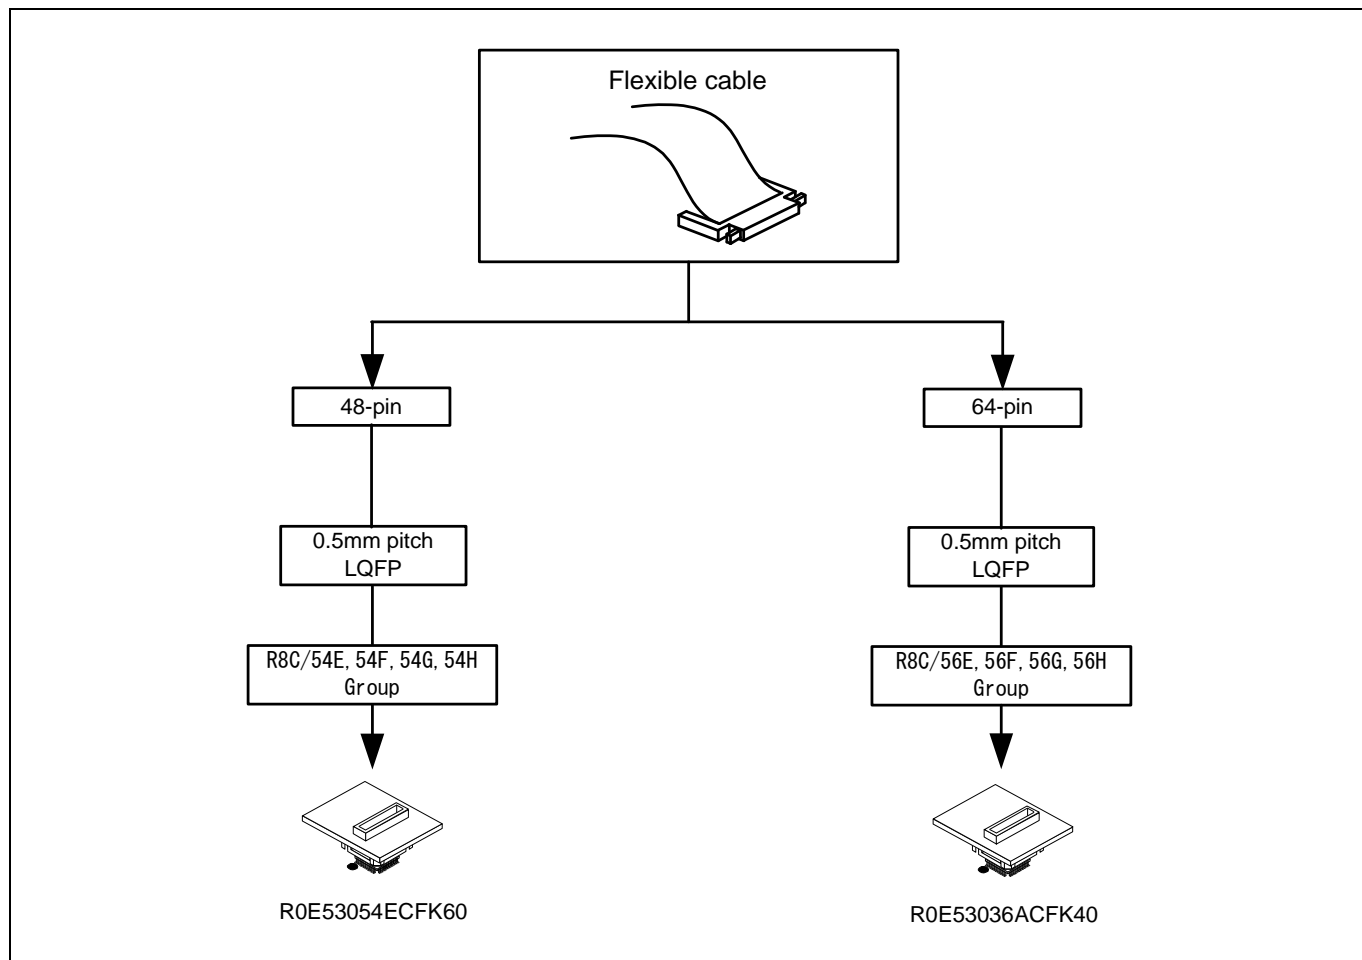 Flexible cable
48-pin
64-pin
0.5mm pitch
LQFP
0.5mm pitch
LQFP
R8C/54E, 54F, 54G, 54H
Group
R8C/56E, 56F, 56G, 56H
Group
R0E53054ECFK60
R0E53036ACFK40